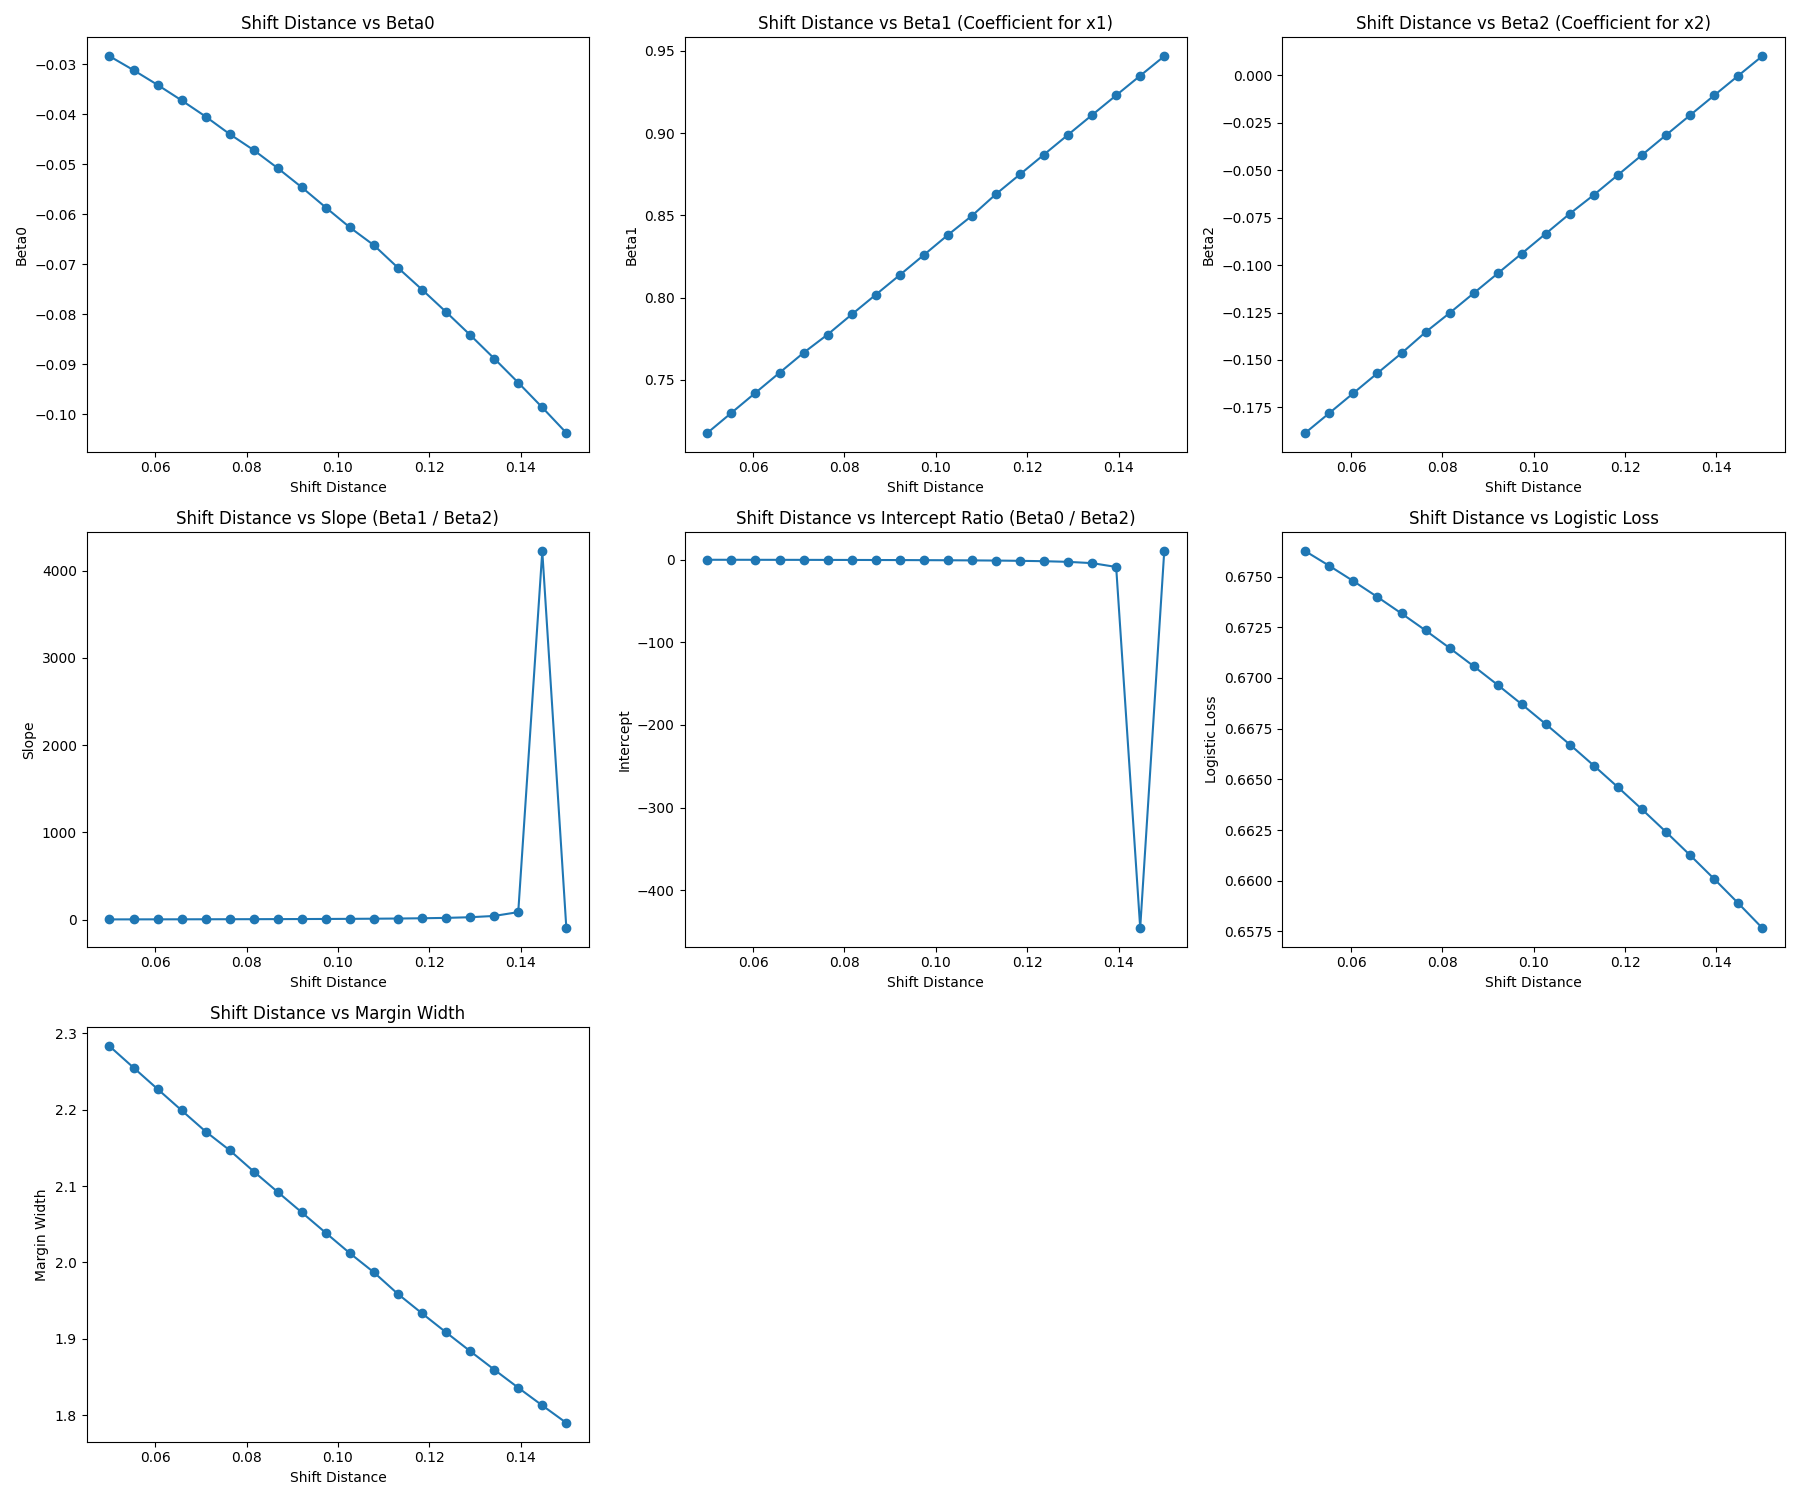 Shift Distance vs Beta0
−0.03
−0.04
−0.05
−0.06
−0.07
−0.08
−0.09
−0.10
Beta0
0.06 0.08 0.10 0.12 0.14
Shift Distance
Shift Distance vs Beta1 (Coefficient for x1)
0.95
0.90
0.85
0.80
0.75
Beta1
0.06 0.08 0.10 0.12 0.14
Shift Distance
Shift Distance vs Beta2 (Coefficient for x2)
0.000
−0.025
−0.050
−0.075
−0.100
−0.125
−0.150
−0.175
Beta2
0.06 0.08 0.10 0.12 0.14
Shift Distance
Shift Distance vs Slope (Beta1 / Beta2)
4000
3000
2000
1000
0
Slope
0.06 0.08 0.10 0.12 0.14
Shift Distance
Shift Distance vs Intercept Ratio (Beta0 / Beta2)
0
−100
−200
−300
−400
Intercept
0.06 0.08 0.10 0.12 0.14
Shift Distance
Shift Distance vs Logistic Loss
0.6750
0.6725
0.6700
0.6675
0.6650
0.6625
0.6600
0.6575
Logistic Loss
0.06 0.08 0.10 0.12 0.14
Shift Distance
Shift Distance vs Margin Width
2.3
2.2
2.1
2.0
1.9
1.8
Margin Width
0.06 0.08 0.10 0.12 0.14
Shift Distance